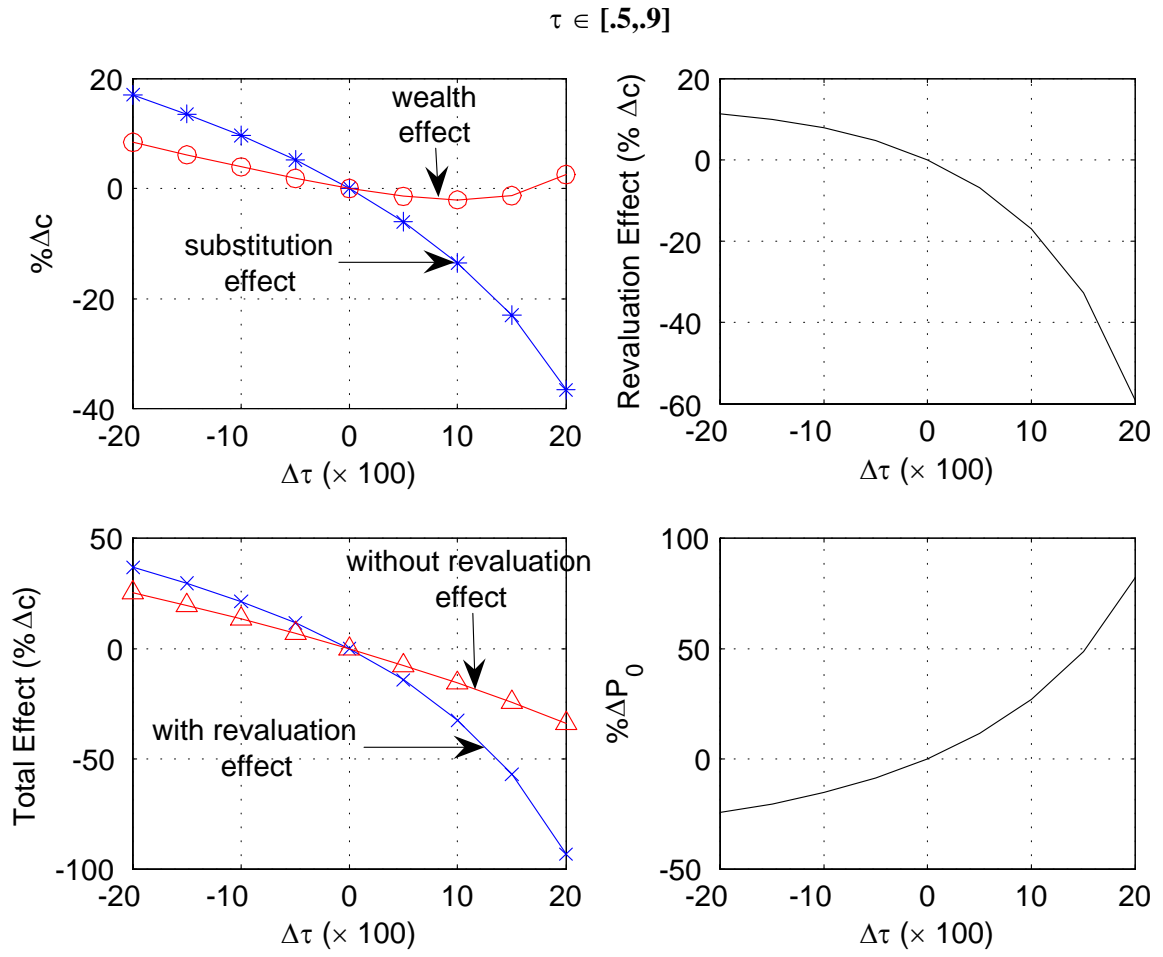 τ ∈ [.5,.9]
20
0
-20
-40
%Δc
wealth
effect
substitution
effect
-20
-10
0
10
20
Δτ (× 100)
20
0
-20
-40
-60
Revaluation Effect (% Δc)
-20
-10
0
10
20
Δτ (× 100)
50
0
-50
-100
Total Effect (%Δc)
without revaluation
effect
with revaluation
effect
-20
-10
0
10
20
Δτ (× 100)
100
50
0
-50
%ΔP_0
-20
-10
0
10
20
Δτ (× 100)